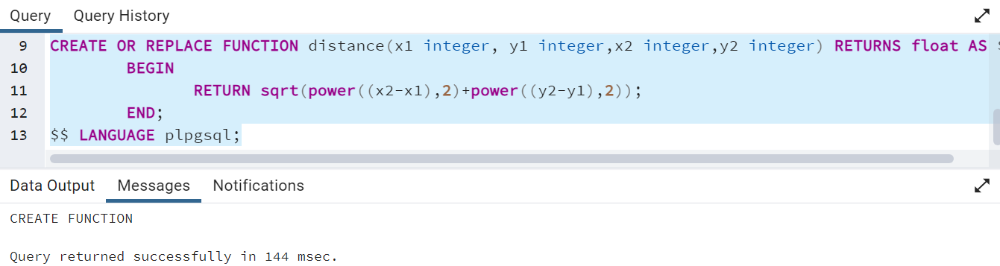 Query Query History
9 CREATE OR REPLACE FUNCTION distance(x1 integer, y1 integer,x2 integer,y2 integer) RETURNS float AS
10 BEGIN
11 RETURN sqrt(power((x2-x1),2)+power((y2-y1),2));
12 END;
13 $$ LANGUAGE plpgsql;
Data Output Messages Notifications
CREATE FUNCTION
Query returned successfully in 144 msec.